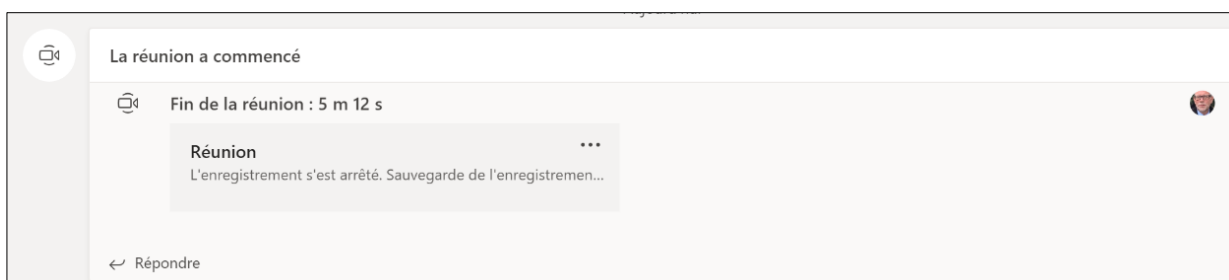 La réunion a commencé
Fin de la réunion : 5 m 12 s
Réunion
...
L'enregistrement s'est arrêté. Sauvegarde de l'enregistremen...
Répondre